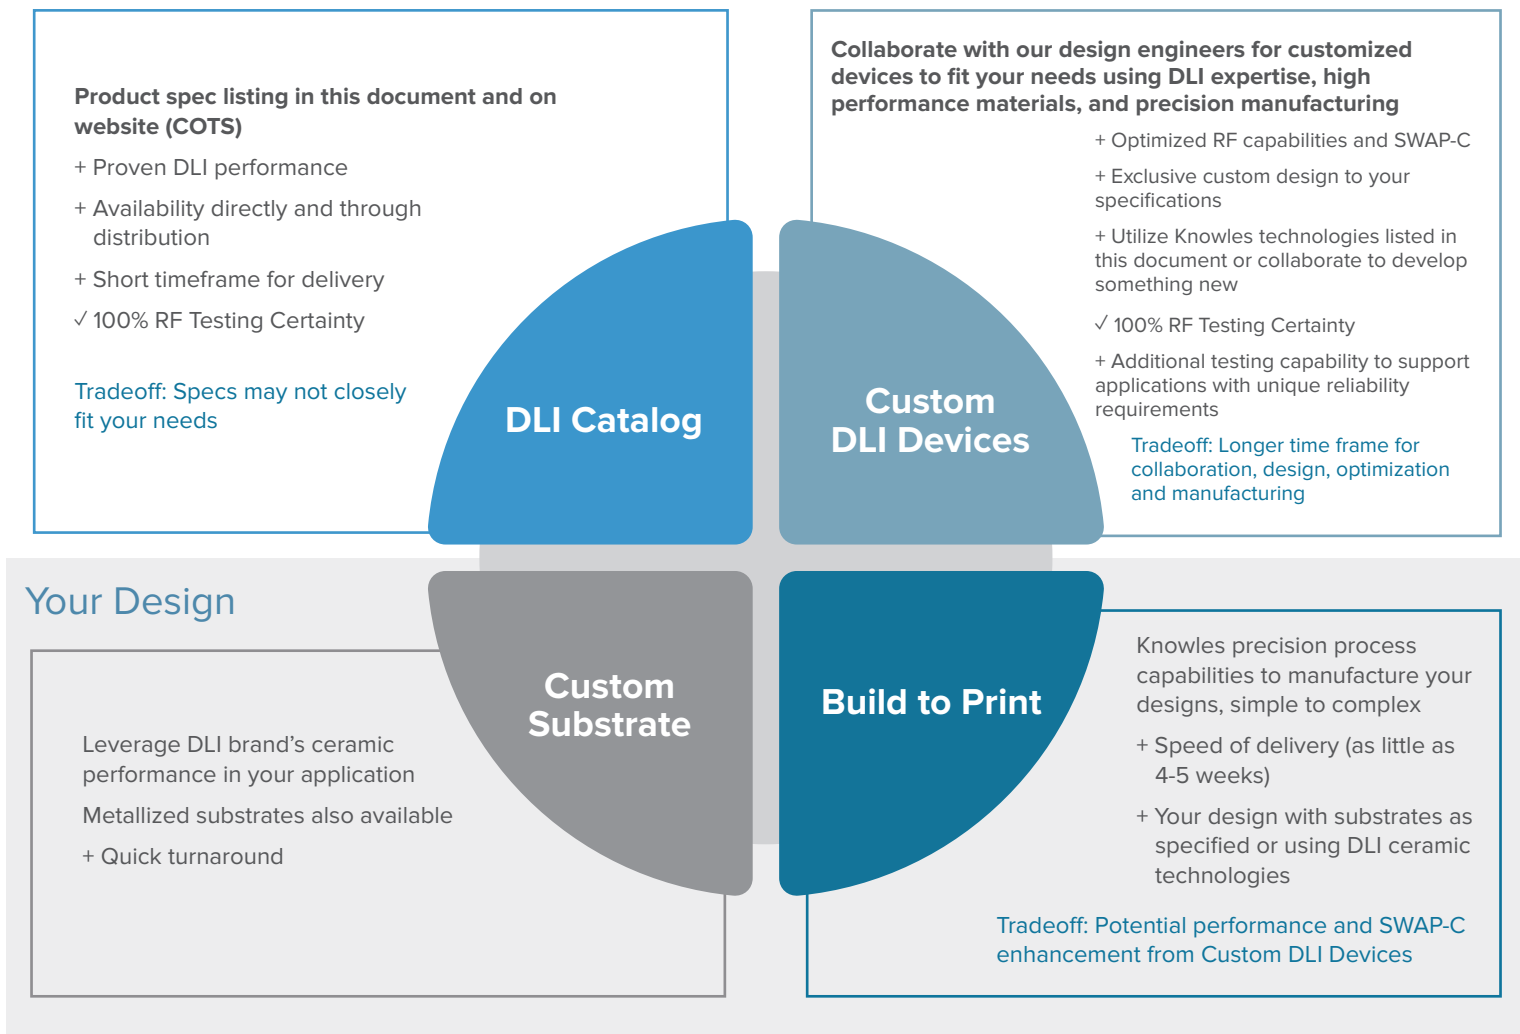 Product spec listing in this document and on
website (COTS)
+ Proven DLI performance
+ Availability directly and through
distribution
+ Short timeframe for delivery
✓ 100% RF Testing Certainty
Tradeoff: Specs may not closely
fit your needs
DLI Catalog
Collaborate with our design engineers for customized
devices to fit your needs using DLI expertise, high
performance materials, and precision manufacturing
+ Optimized RF capabilities and SWAP-C
+ Exclusive custom design to your
specifications
+ Utilize Knowles technologies listed in
this document or collaborate to develop
something new
✓ 100% RF Testing Certainty
+ Additional testing capability to support
applications with unique reliability
requirements
Tradeoff: Longer time frame for
collaboration, design, optimization
and manufacturing
Custom
DLI Devices
Your Design
Leverage DLI brand’s ceramic
performance in your application
Metallized substrates also available
+ Quick turnaround
Custom
Substrate
Build to Print
Knowles precision process
capabilities to manufacture your
designs, simple to complex
+ Speed of delivery (as little as
4-5 weeks)
+ Your design with substrates as
specified or using DLI ceramic
technologies
Tradeoff: Potential performance and SWAP-C
enhancement from Custom DLI Devices